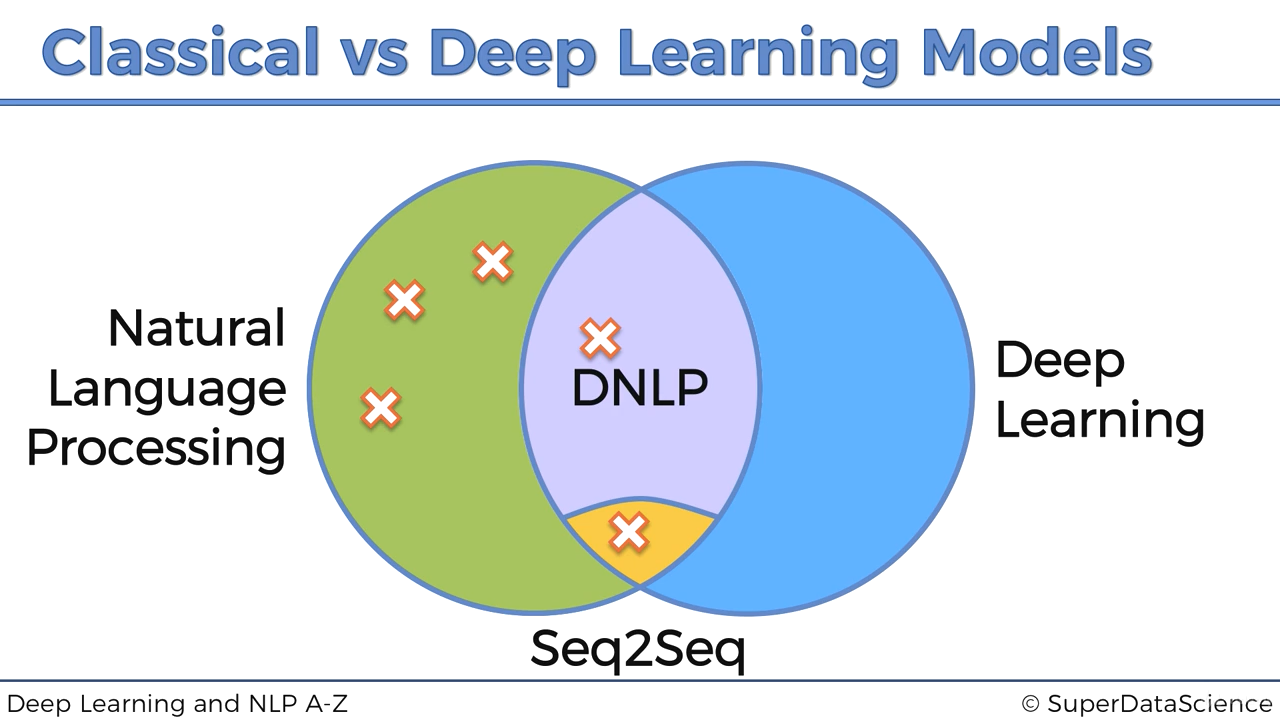 Classical vs Deep Learning Models
Natural
Language
Processing
DNLP
Deep
Learning
Seq2Seq
Deep Learning and NLP A-Z
© SuperDataScience